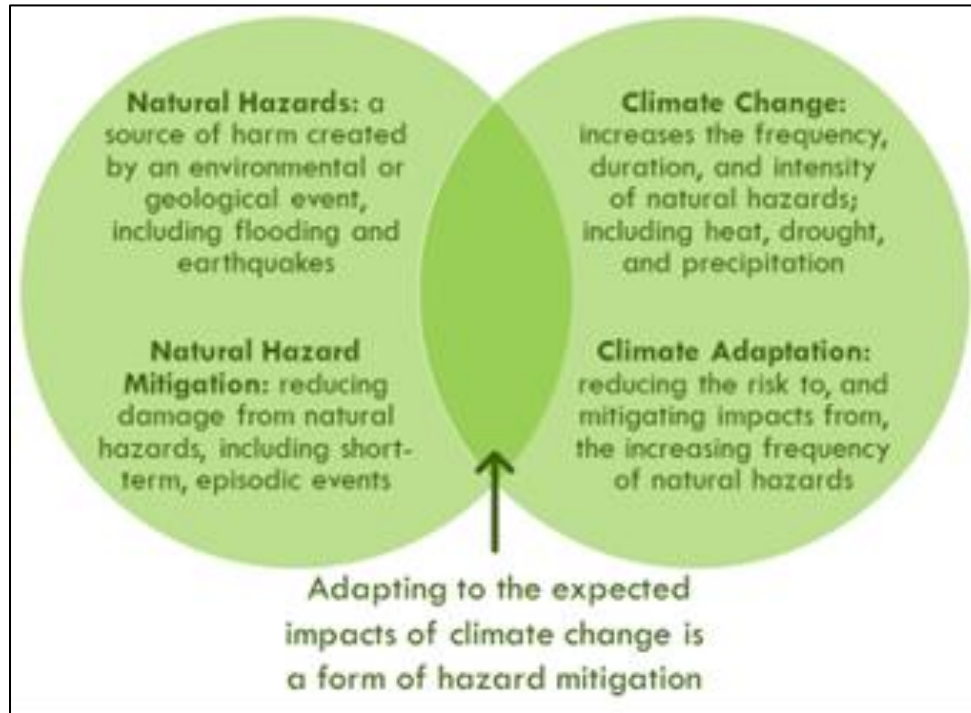 Natural Hazards: a
source of harm created
by an environmental or
geological event,
including flooding and
earthquakes
Natural Hazard
Mitigation: reducing
damage from natural
hazards, including short-
term, episodic events
Climate Change:
increases the frequency,
duration, and intensity
of natural hazards;
including heat, drought,
and precipitation
Climate Adaptation:
reducing the risk to, and
mitigating impacts from,
the increasing frequency
of natural hazards
Adapting to the expected
impacts of climate change is
a form of hazard mitigation